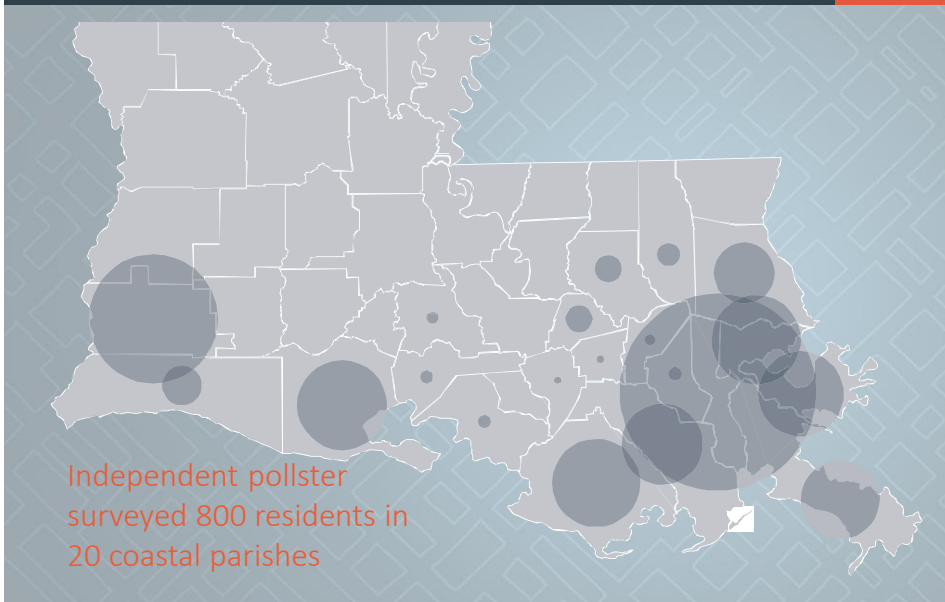 Independent pollster
surveyed 800 residents in
20 coastal parishes